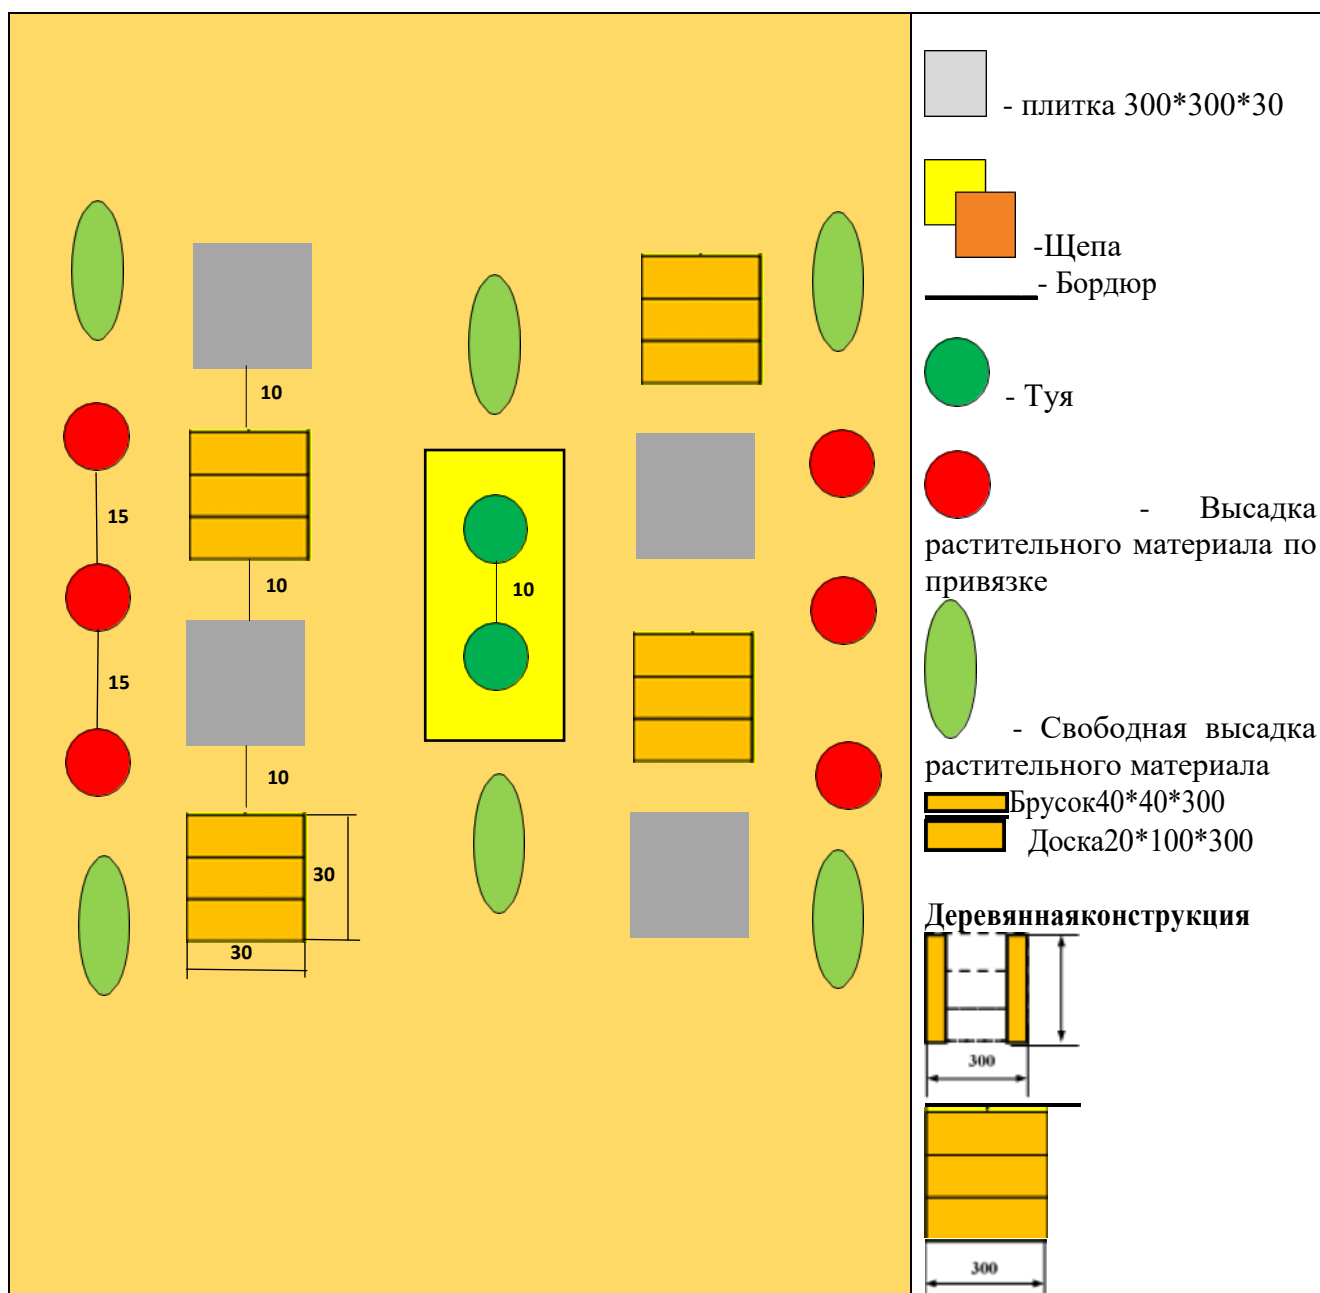 10
15
10
10
15
10
30
30
- плитка 300*300*30
-Щепа
- Бордюр
- Туя
- Высадка
растительного материала по
привязке
- Свободная высадка
растительного материала
Брусок40*40*300
Доска20*100*300
Деревяннаяконструкция
300
300